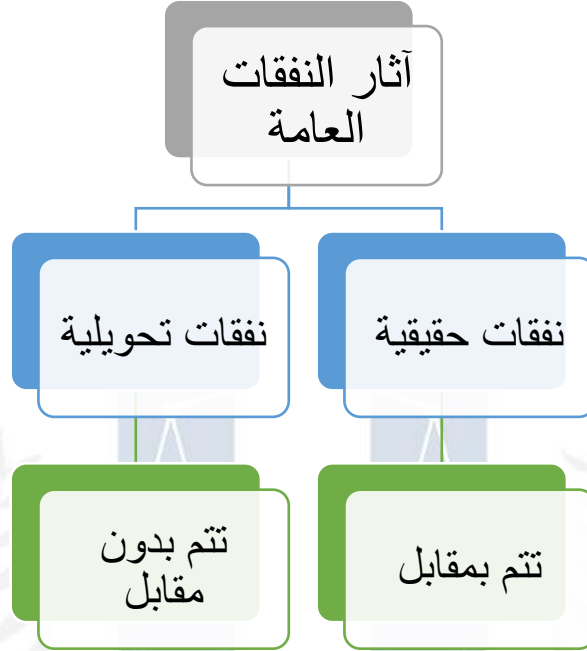 آثار النفقات
العامة
نفقات حقيقية
نفقات تحويلية
تتم بمقابل
تتم بدون
مقابل